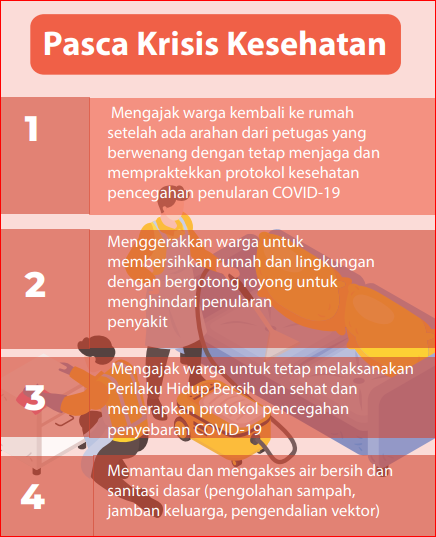 Pasca Krisis Kesehatan
1
Mengajak warga kembali ke rumah
setelah ada arahan dari petugas yang
berwenang dengan tetap menjaga dan
mempraktekkan protokol kesehatan
pencegahan penularan COVID-19
2
Menggerakkan warga untuk
membersihkan rumah dan lingkungan
dengan bergotong royong untuk
menghindari penularan
penyakit
3
Mengajak warga untuk tetap melaksanakan
Perilaku Hidup Bersih dan sehat dan
menerapkan protokol pencegahan
penyebaran COVID-19
4
Memantau dan mengakses air bersih dan
sanitasi dasar (pengolahan sampah,
jamban keluarga, pengendalian vektor)